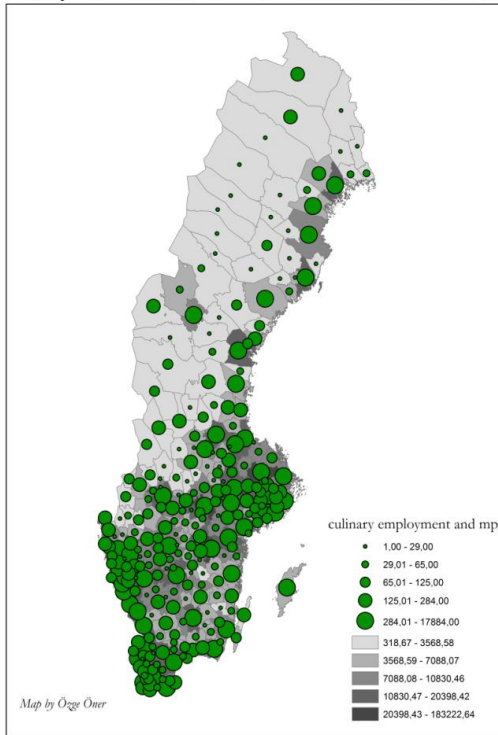 culinary employment and mp
1,00 - 29,00
29,01 - 65,00
65,01 - 125,00
125,01 - 284,00
284,01 - 17884,00
318,67 - 3568,58
3568,59 - 7088,07
7088,08 - 10830,46
10830,47 - 20398,42
20398,43 - 183222,64
Map by Özge Öner